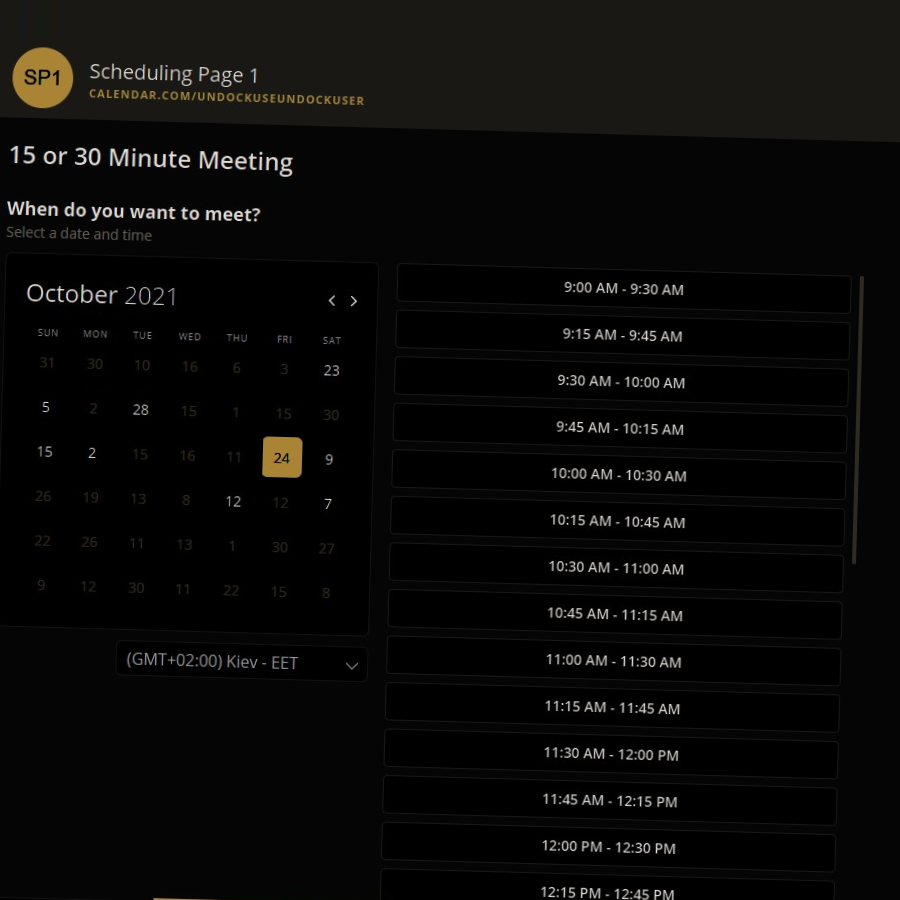 SP1
Scheduling Page 1
CALENDAR.COM/UNDOCKUSEUNDOCKUSER
15 or 30 Minute Meeting
When do you want to meet?
Select a date and time
October 2021
SUN MON TUE WED THU FRI SAT
31 30 10 16 6 3 23
5 2 28 15 1 15 30
15 2 15 16 11 24 9
26 19 13 8 12 12 7
22 26 11 13 1 30 27
9 12 30 11 22 15 8
(GMT+02:00) Kiev - EET
9:00 AM - 9:30 AM
9:15 AM - 9:45 AM
9:30 AM - 10:00 AM
9:45 AM - 10:15 AM
10:00 AM - 10:30 AM
10:15 AM - 10:45 AM
10:30 AM - 11:00 AM
10:45 AM - 11:15 AM
11:00 AM - 11:30 AM
11:15 AM - 11:45 AM
11:30 AM - 12:00 PM
11:45 AM - 12:15 PM
12:00 PM - 12:30 PM
12:15 PM - 12:45 PM